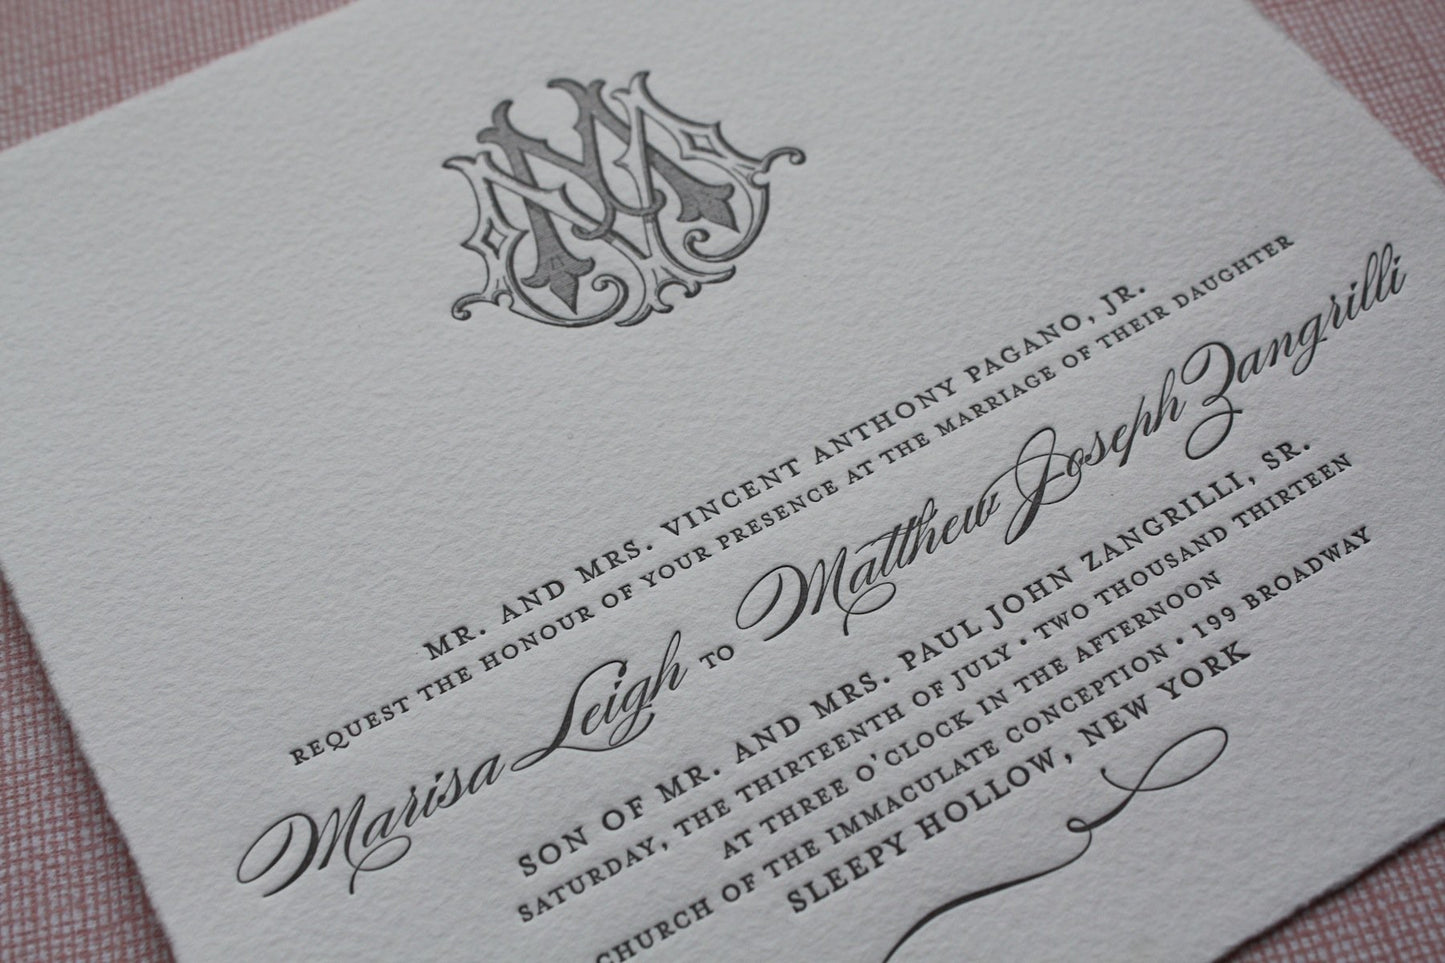 MM
MR. AND MRS. VINCENT ANTHONY PAGANO, JR.
REQUEST THE HONOUR OF YOUR PRESENCE AT THE MARRIAGE OF THEIR DAUGHTER
Marisa Leigh TO Matthew Joseph Zangrilli
SON OF MR. AND MRS. PAUL JOHN ZANGRILLI, SR.
SATURDAY, THE THIRTEENTH OF JULY • TWO THOUSAND THIRTEEN
AT THREE O'CLOCK IN THE AFTERNOON
CHURCH OF THE IMMACULATE CONCEPTION • 199 BROADWAY
SLEEPY HOLLOW, NEW YORK